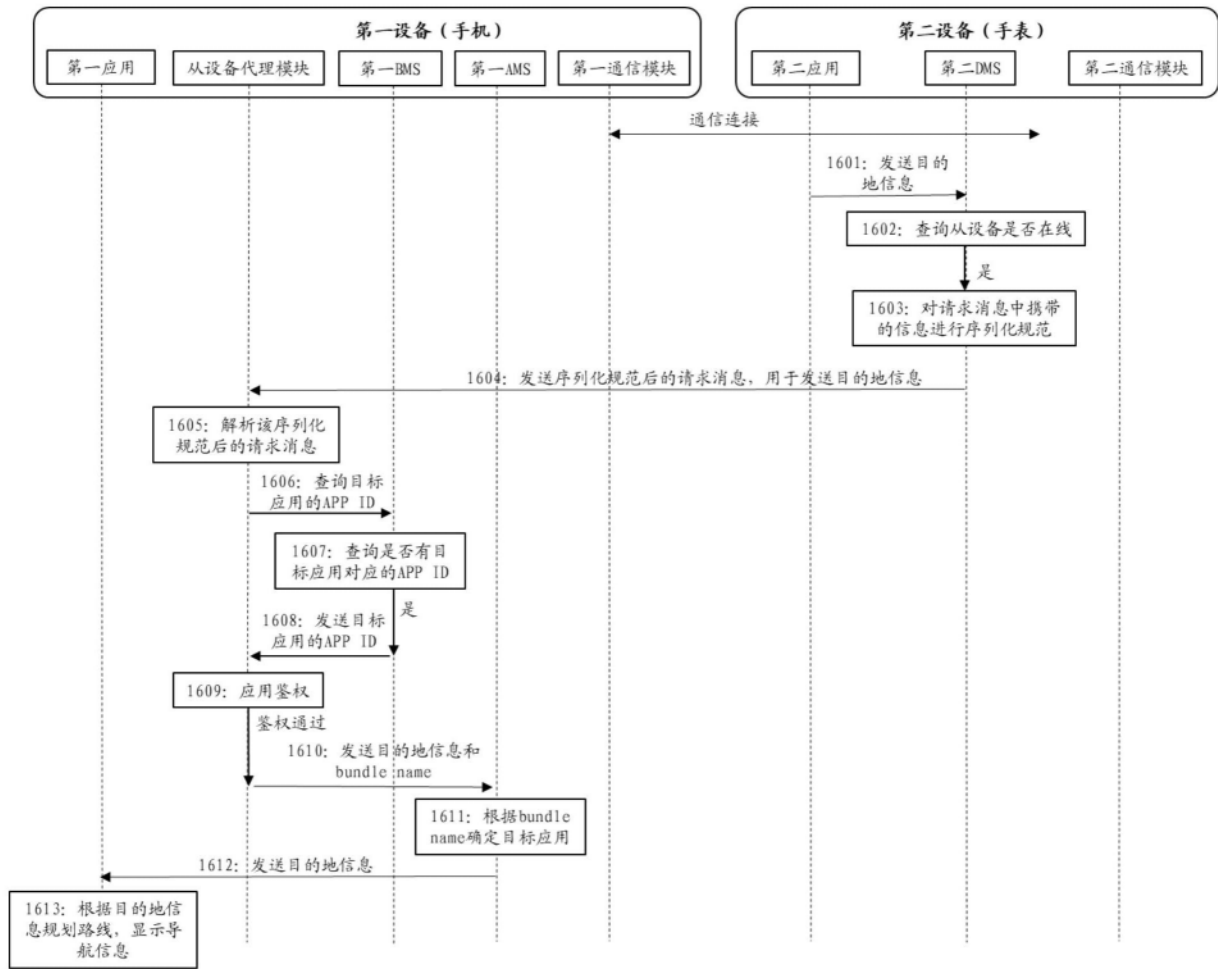 第一设备（手机）
第二设备（手表）
第一应用
从设备代理模块
第一BMS
第一AMS
第一通信模块
第二应用
第二DMS
第二通信模块
通信连接
1601：发送目的
地信息
1602：查询从设备是否在线
是
1603：对请求消息中携带
的信息进行序列化规范
1604：发送序列化规范后的请求消息，用于发送目的地信息
1605：解析该序列化
规范后的请求消息
1606：查询目标
应用的APP ID
1607：查询是否有目
标应用对应的APP ID
是
1608：发送目标
应用的APP ID
1609：应用鉴权
鉴权通过
1610：发送目的地信息和
bundle name
1611：根据bundle
name确定目标应用
1612：发送目的地信息
1613：根据目的地信
息规划路线，显示导
航信息